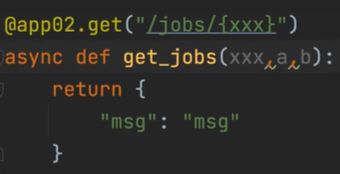 @app02.get("/jobs/{xxx}")
async def get_jobs(xxx,a,b):
return {
"msg": "msg"
}